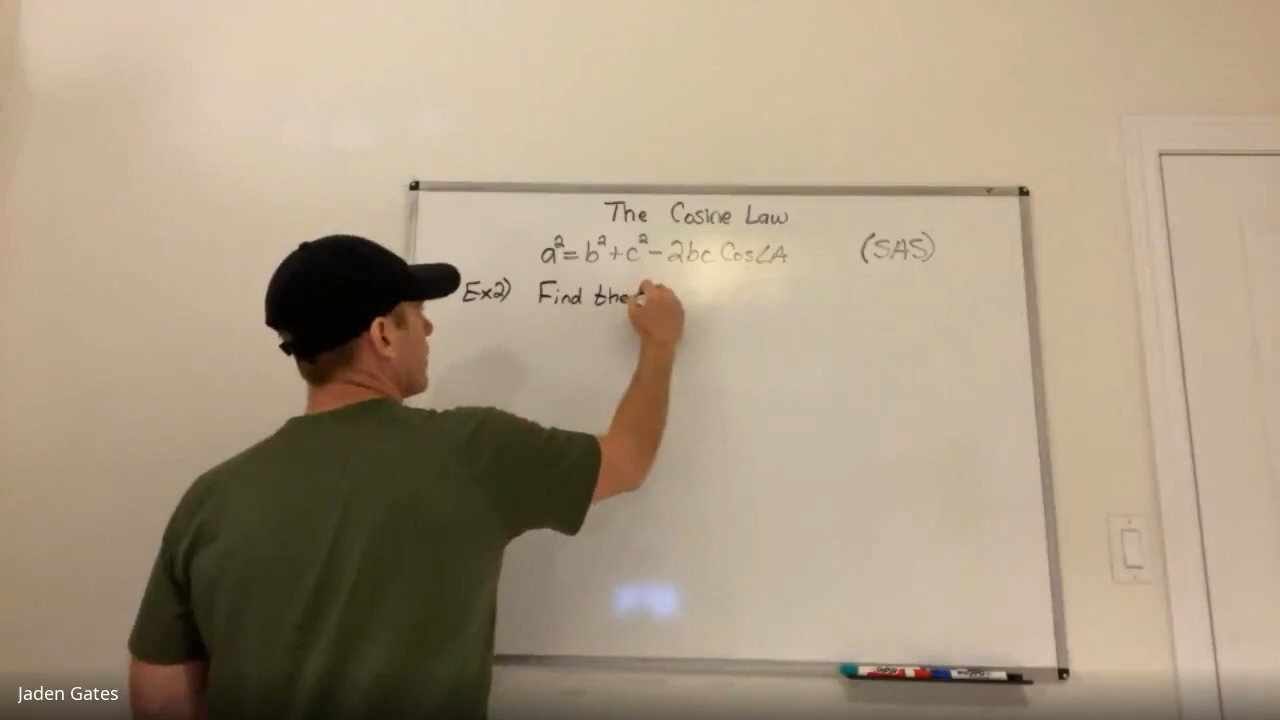 The Cosine Law
a²=b²+c²-2bc Cos∠A (SAS)
Ex2) Find the
Jaden Gates